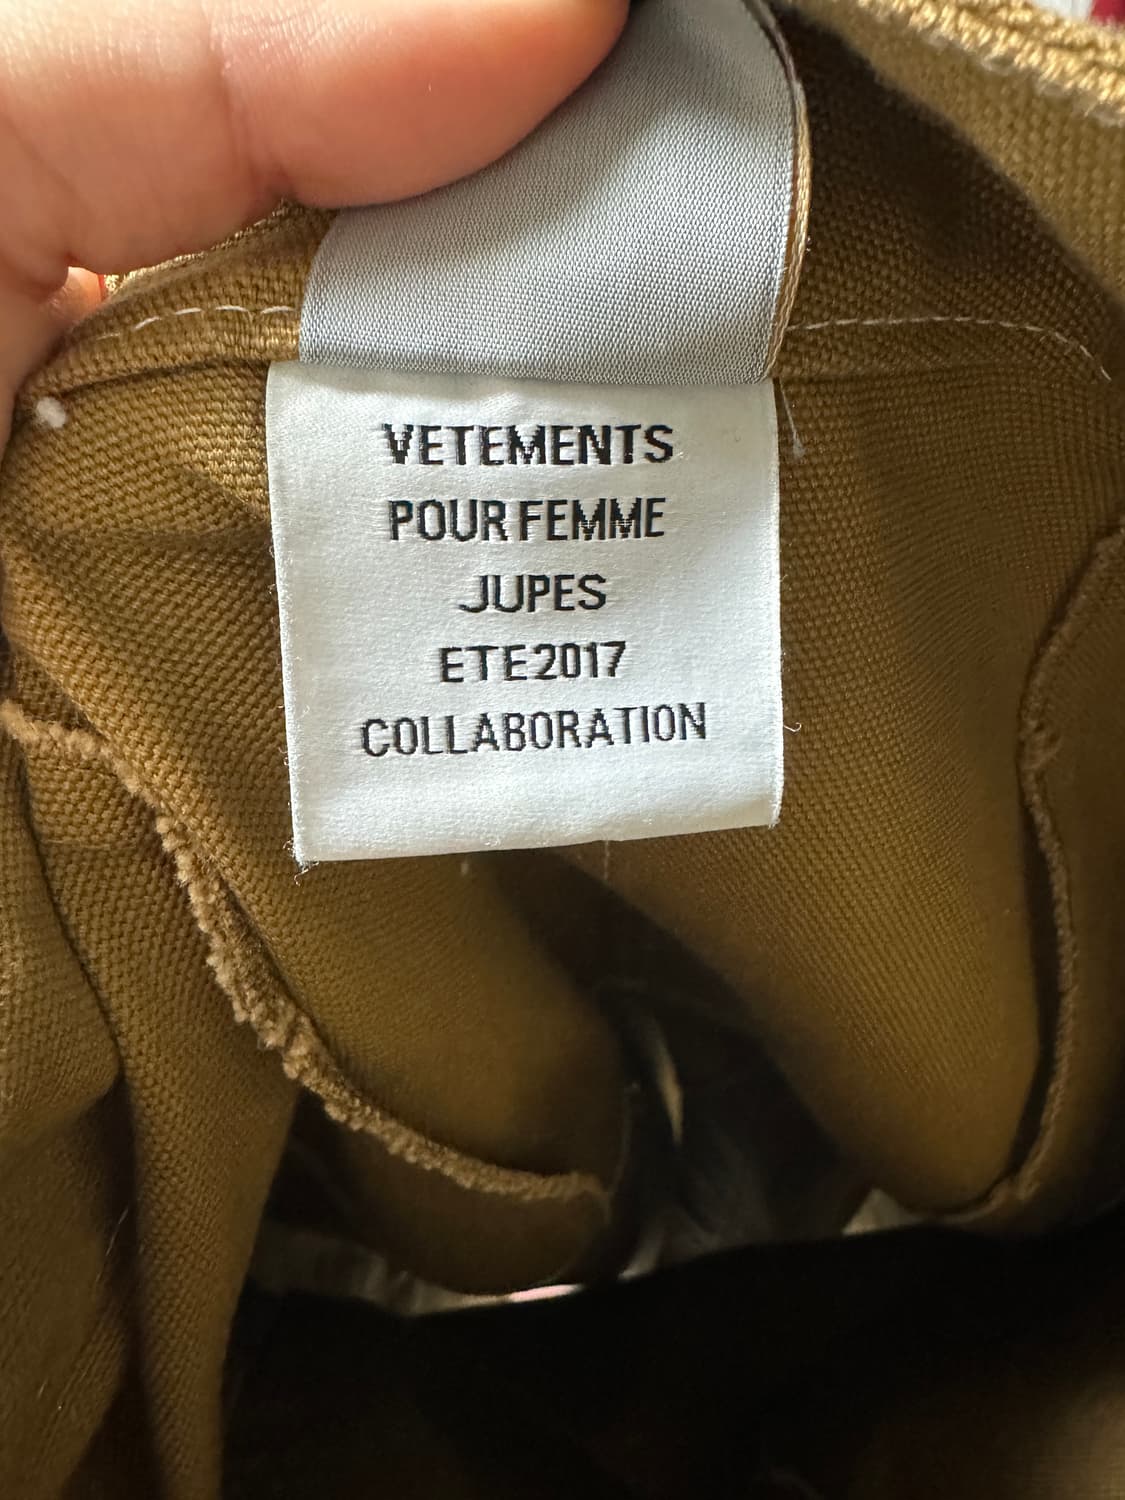 VETEMENTS
POUR FEMME
JUPES
ETE2017
COLLABORATION